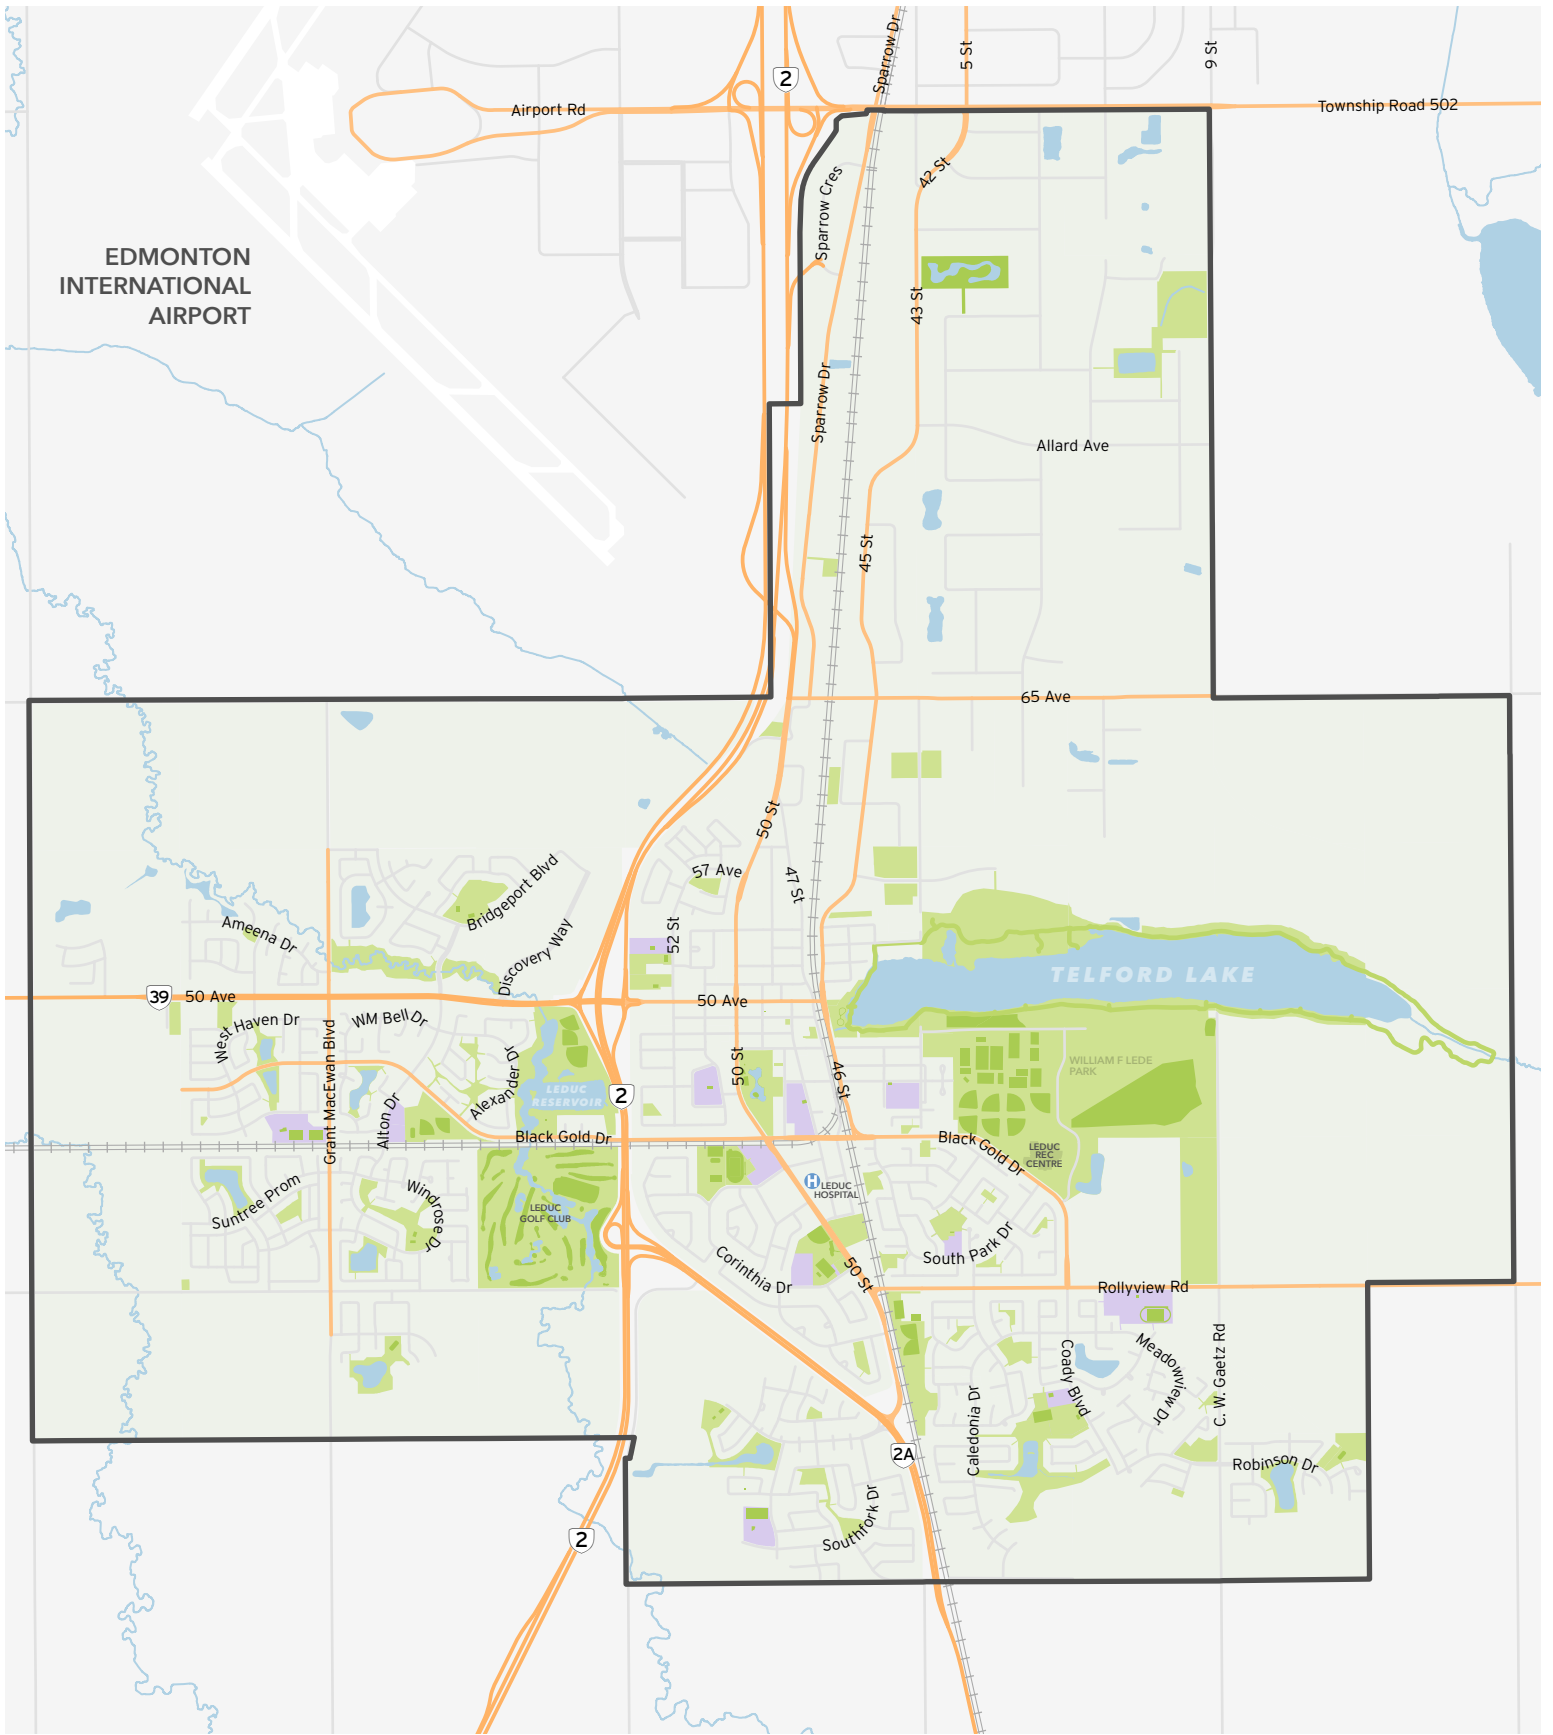 Sparrow Dr
5 St
9 St
2
Airport Rd
Township Road 502
42 St
Sparrow Cres
EDMONTON
INTERNATIONAL
AIRPORT
43 St
Sparrow Dr
Allard Ave
45 St
65 Ave
50 St
57 Ave
47 St
Bridgeport Blvd
Ameena Dr
52 St
Discovery Way
TELFORD LAKE
39
50 Ave
50 Ave
West Haven Dr
WM Bell Dr
Grant MacEwan Blvd
Alexander Dr
50 St
46 St
WILLIAM F LEDE
PARK
LEDUC
RESERVOIR
2
Alton Dr
Black Gold Dr
Black Gold Dr
LEDUC
REC
CENTRE
H
LEDUC
HOSPITAL
Suntree Prom
Windrose Dr
LEDUC
GOLF CLUB
South Park Dr
Corinthia Dr
50 St
Rollyview Rd
Coady Blvd
Meadowview Dr
C. W. Gaetz Rd
Caledonia Dr
2A
Robinson Dr
Southfork Dr
2